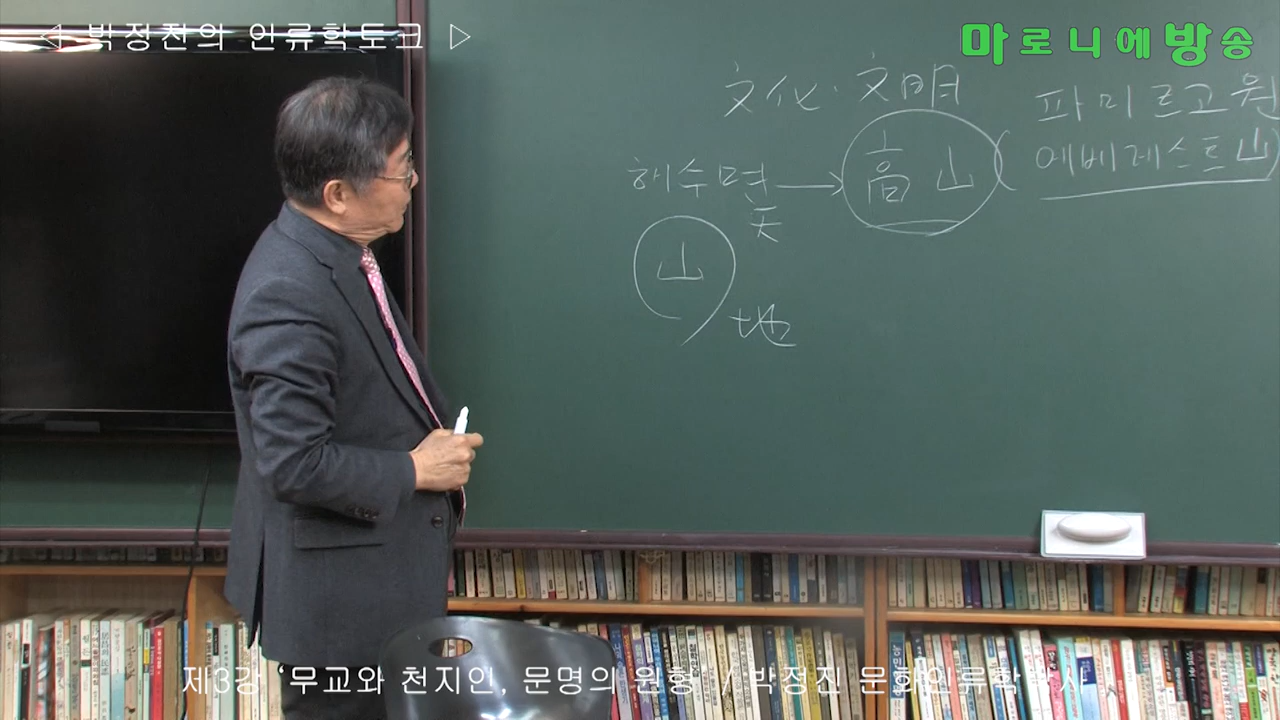 ◁ 박정진의 인류학토크 ▷
마로니에방송
文化·文明
파미르고원
해수면 → 高山 (에베레스트山)
天
山
地
제3강 ‘무교와 천지인, 문명의 원형’ / 박정진 문화인류학박사